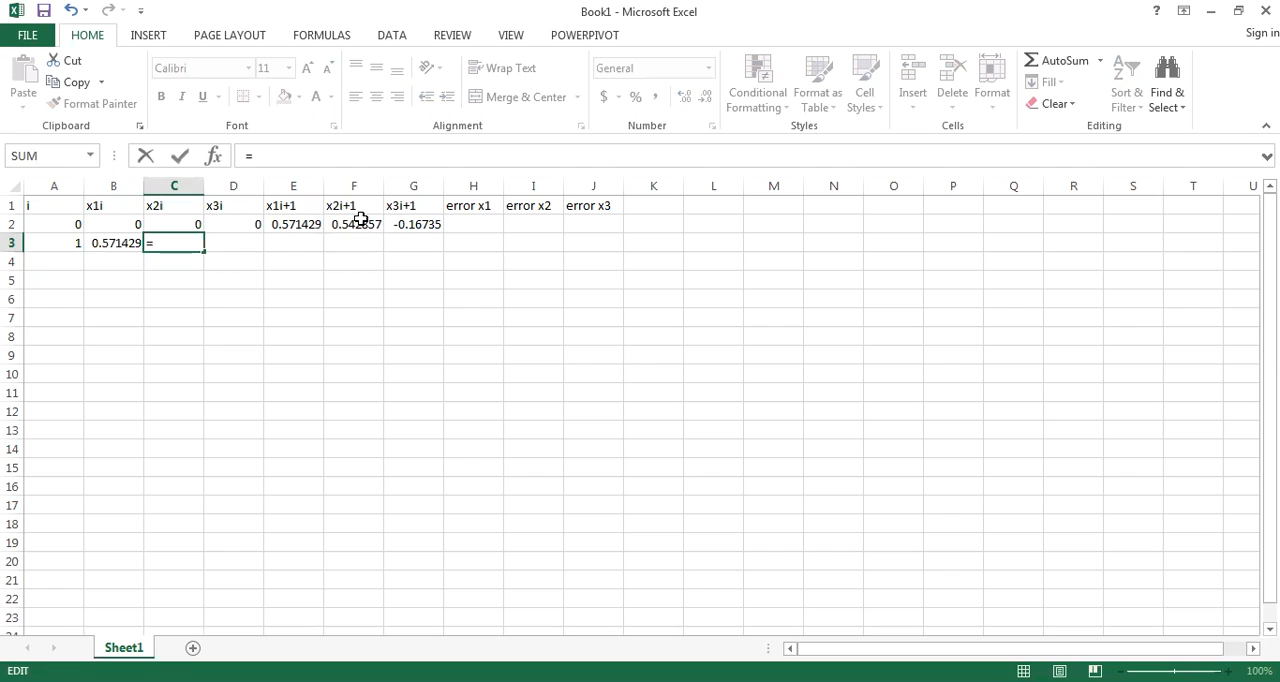 Book1 - Microsoft Excel
?
FILE HOME INSERT PAGE LAYOUT FORMULAS DATA REVIEW VIEW POWERPIVOT Sign in
Paste Cut Copy Format Painter
Clipboard
Calibri 11
B I U A
Font
Wrap Text
Merge & Center
Alignment
General
$ % ,
Number
Conditional Formatting
Format as Table
Cell Styles
Styles
Insert Delete Format
Cells
AutoSum
Fill
Clear
Sort & Filter
Find & Select
Editing
SUM fx =
A B C D E F G H I J K L M N O P Q R S T U
1 i x1i x2i x3i x1i+1 x2i+1 x3i+1 error x1 error x2 error x3
2 0 0 0 0 0.571429 0.542857 -0.16735
3 1 0.571429 =
4
5
6
7
8
9
10
11
12
13
14
15
16
17
18
19
20
21
22
23
24
Sheet1
EDIT 100%